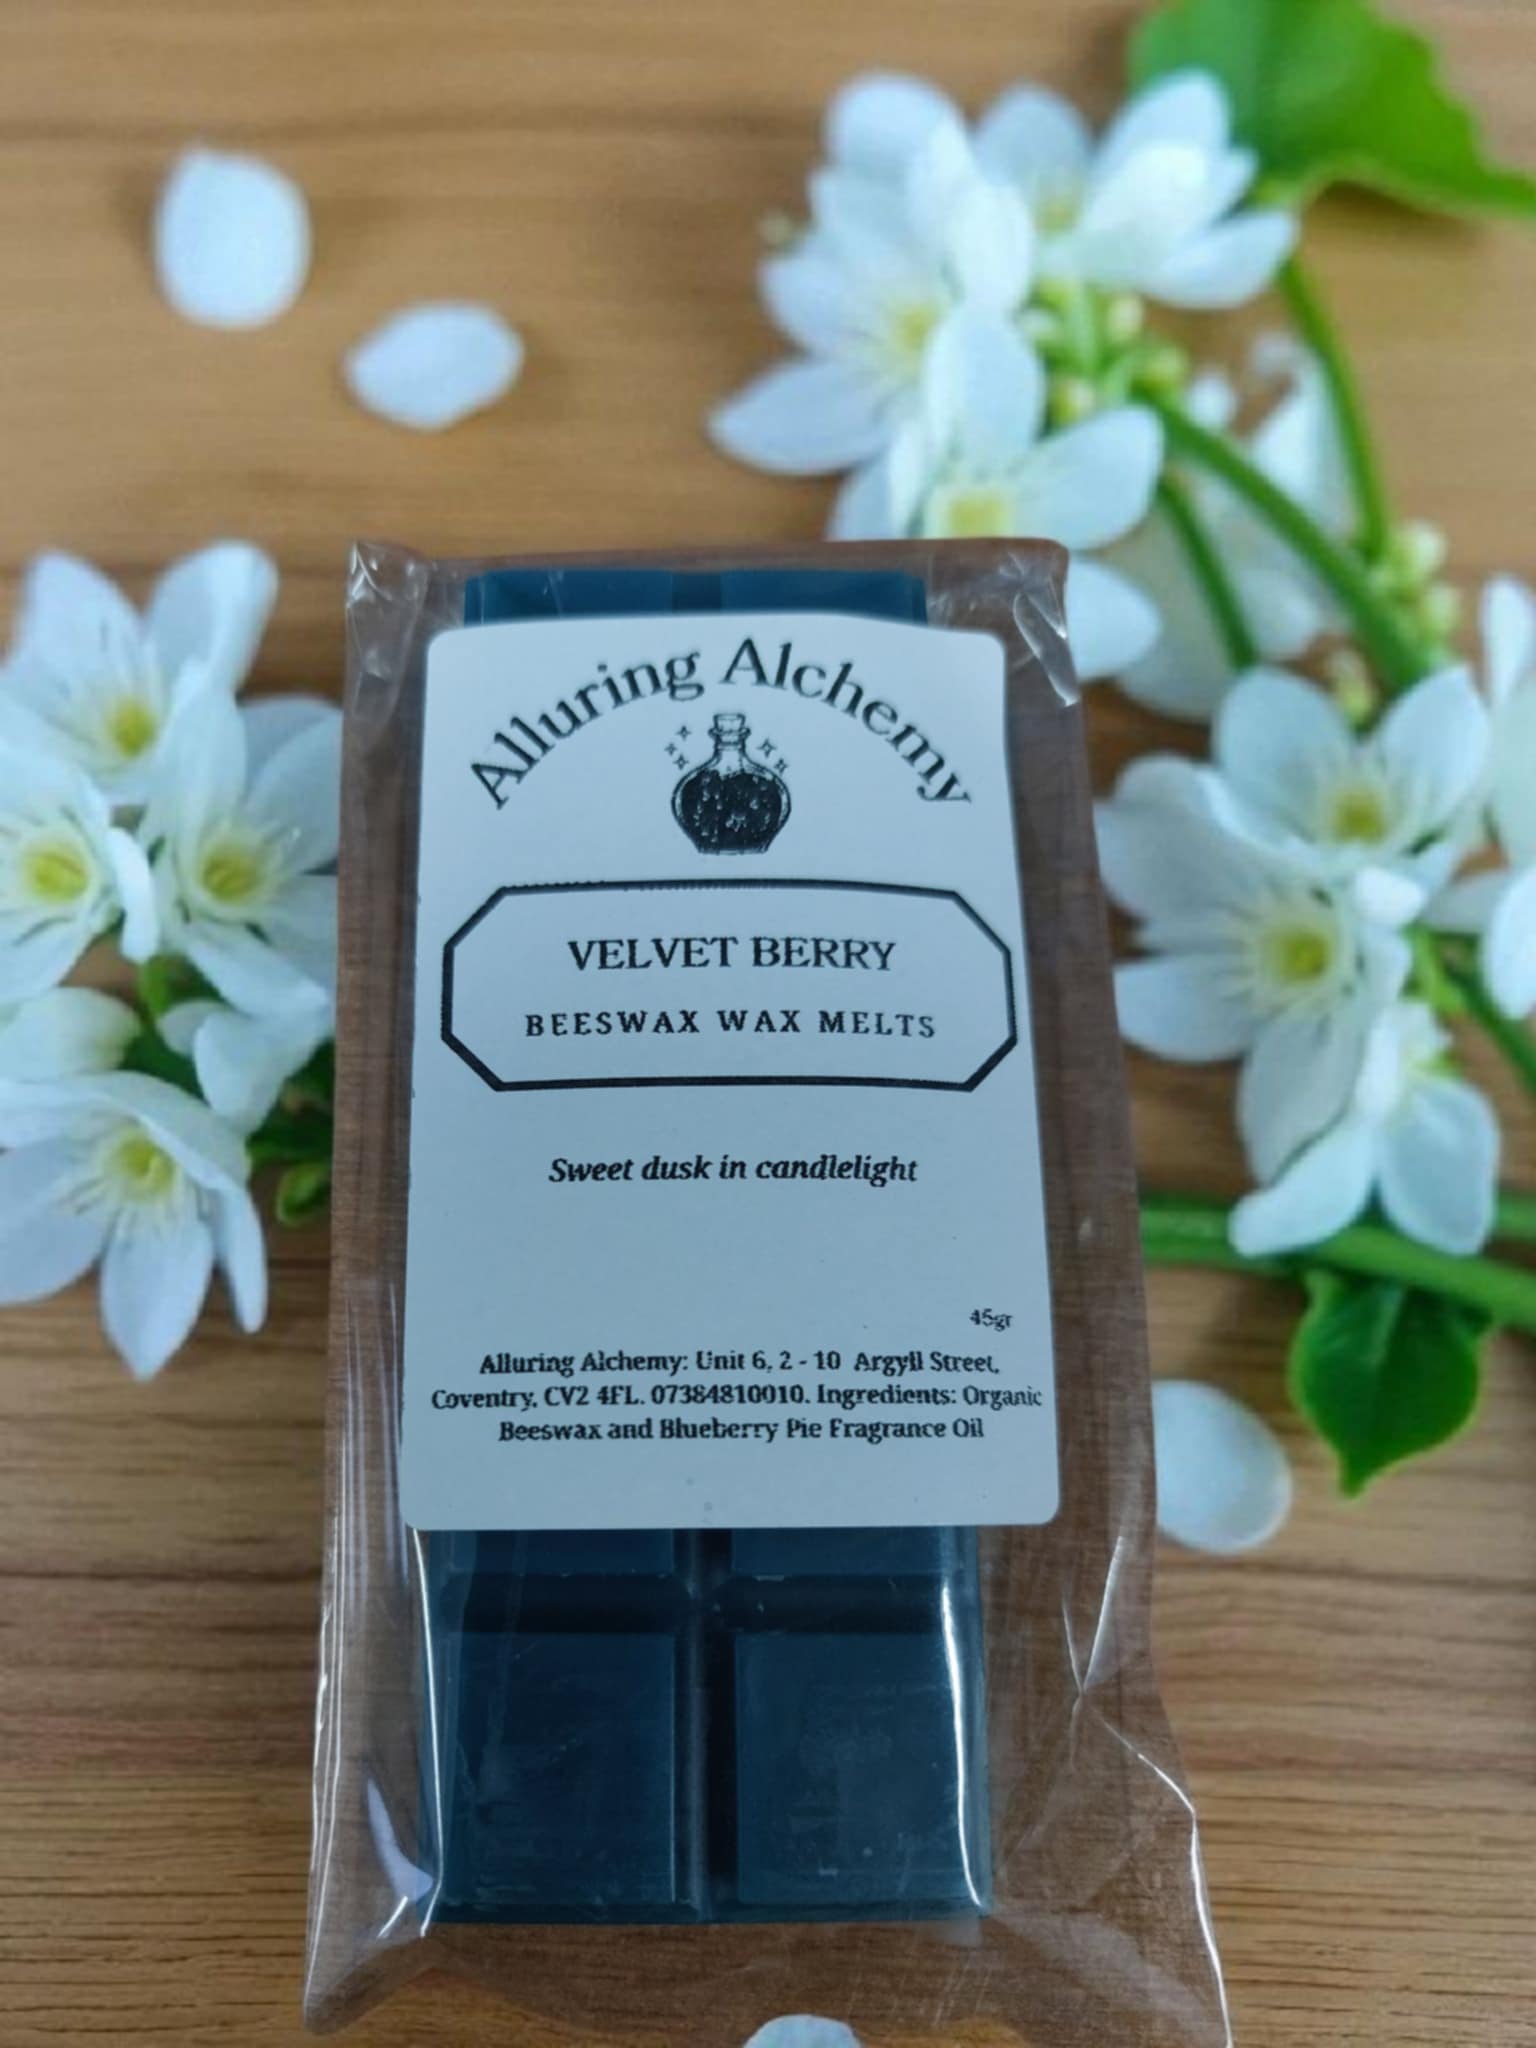 Alluring Alchemy
VELVET BERRY
BEESWAX WAX MELTS
Sweet dusk in candlelight
45gr
Alluring Alchemy: Unit 6, 2 - 10 Argyll Street,
Coventry, CV2 4FL. 07384810010. Ingredients: Organic
Beeswax and Blueberry Pie Fragrance Oil